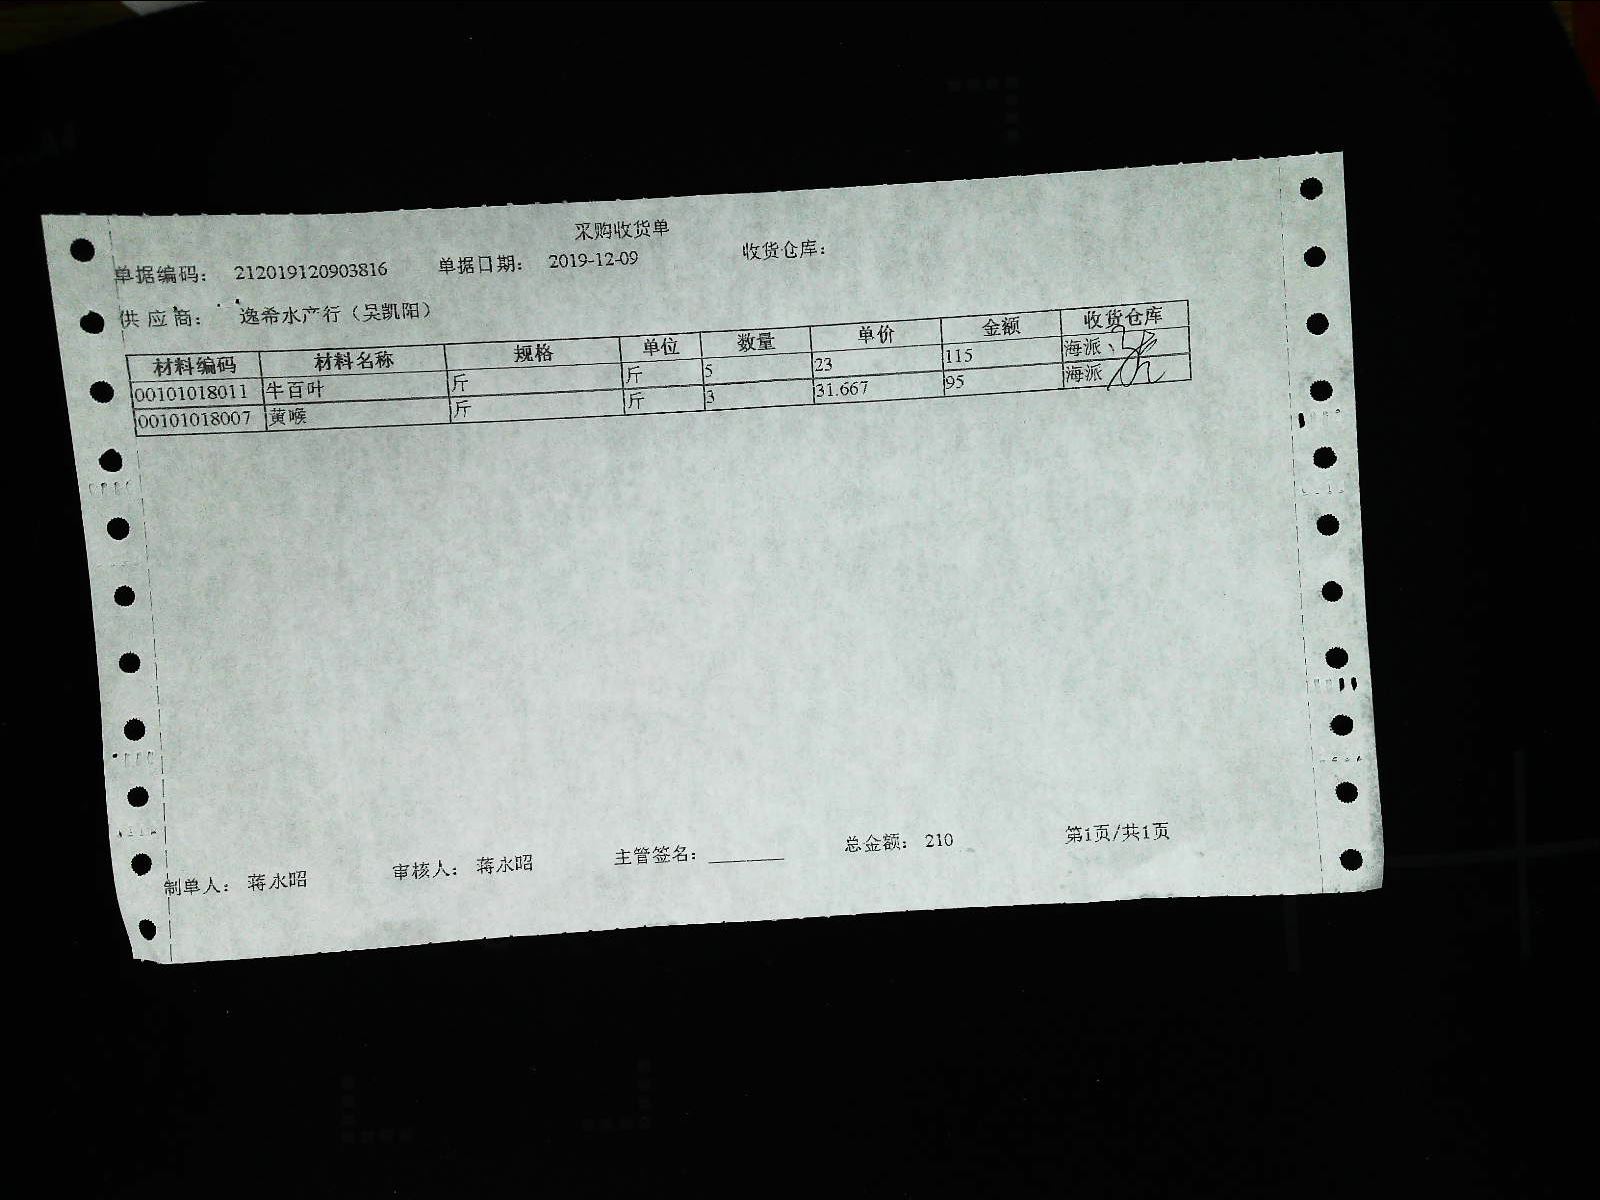 采购收货单
单据编码： 212019120903816 单据日期： 2019-12-09 收货仓库：
供应商： 逸希水产行（吴凯阳）
材料编码 材料名称 规格 单位 数量 单价 金额 收货仓库
00101018011 牛百叶 斤 斤 5 23 115 海派
00101018007 黄喉 斤 斤 3 31.667 95 海派
制单人： 蒋永昭 审核人： 蒋永昭 主管签名： 总金额： 210 第1页/共1页